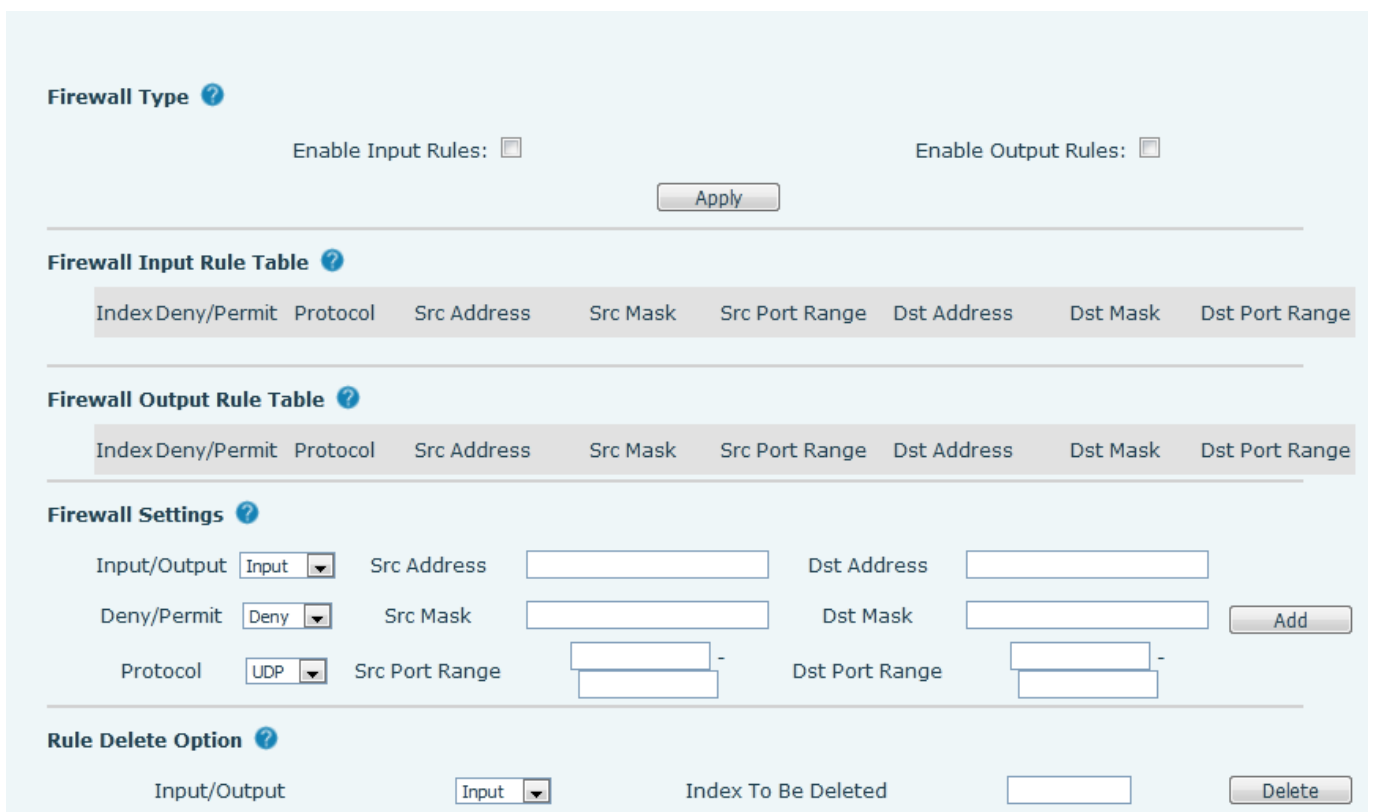 Firewall Type ?
Enable Input Rules: Enable Output Rules:
Apply
Firewall Input Rule Table ?
Index Deny/Permit Protocol Src Address Src Mask Src Port Range Dst Address Dst Mask Dst Port Range
Firewall Output Rule Table ?
Index Deny/Permit Protocol Src Address Src Mask Src Port Range Dst Address Dst Mask Dst Port Range
Firewall Settings ?
Input/Output Input Src Address Dst Address
Deny/Permit Deny Src Mask Dst Mask Add
Protocol UDP Src Port Range - Dst Port Range -
Rule Delete Option ?
Input/Output Input Index To Be Deleted Delete